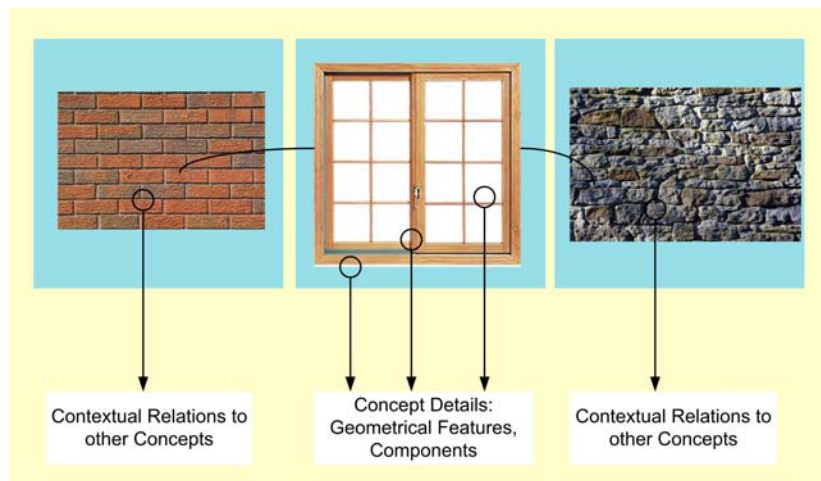 Contextual Relations to
other Concepts
Concept Details:
Geometrical Features,
Components
Contextual Relations to
other Concepts